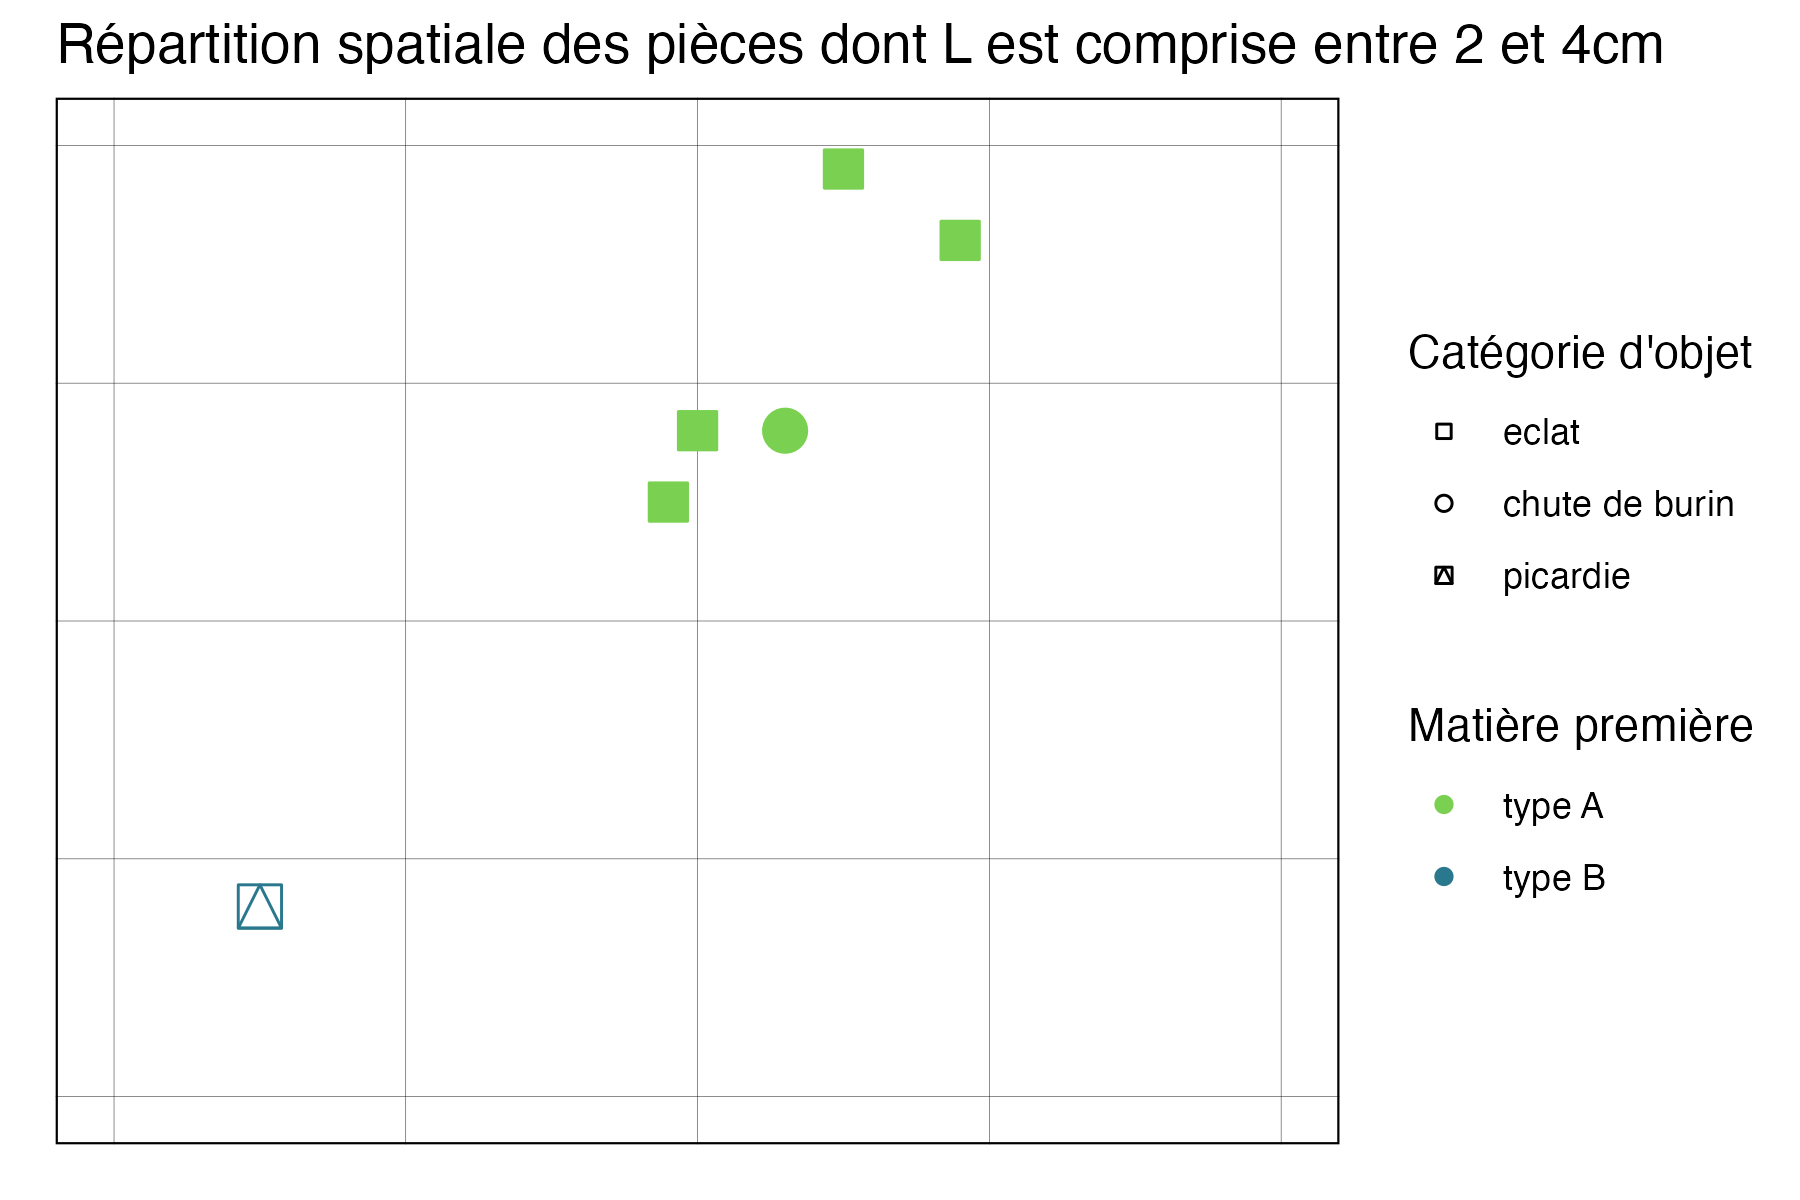 Répartition spatiale des pièces dont L est comprise entre 2 et 4cm
Catégorie d'objet
eclat
chute de burin
picardie
Matière première
type A
type B